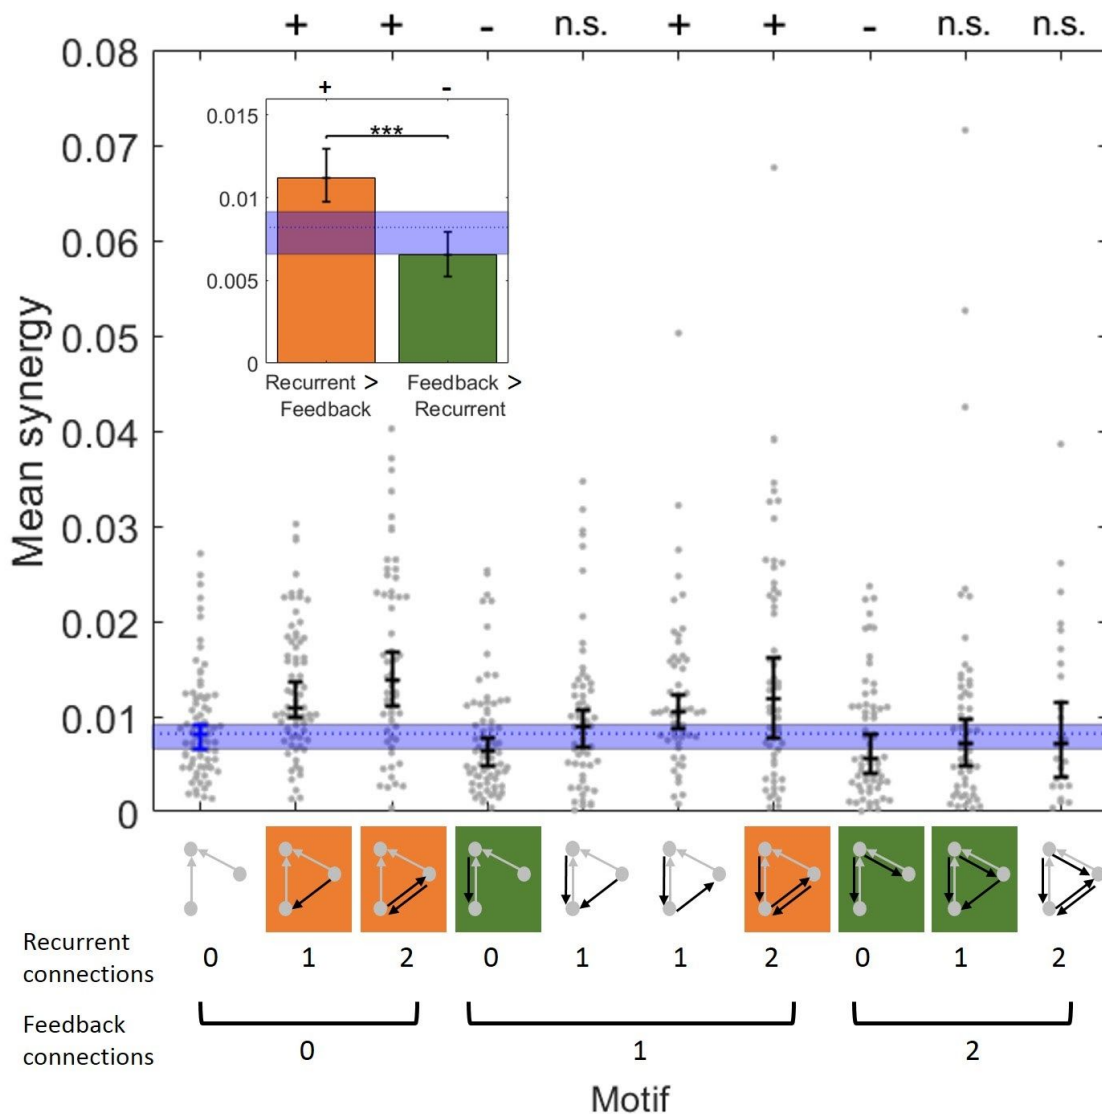 + + - n.s. + + - n.s. n.s.
0.08
0.07
0.06
0.05
0.04
0.03
0.02
0.01
0
Mean synergy
+ -
***
0.015
0.01
0.005
0
Recurrent > Feedback >
Feedback Recurrent
Recurrent
connections
0 1 2 0 1 1 2 0 1 2
Feedback
connections
0 1 2
Motif